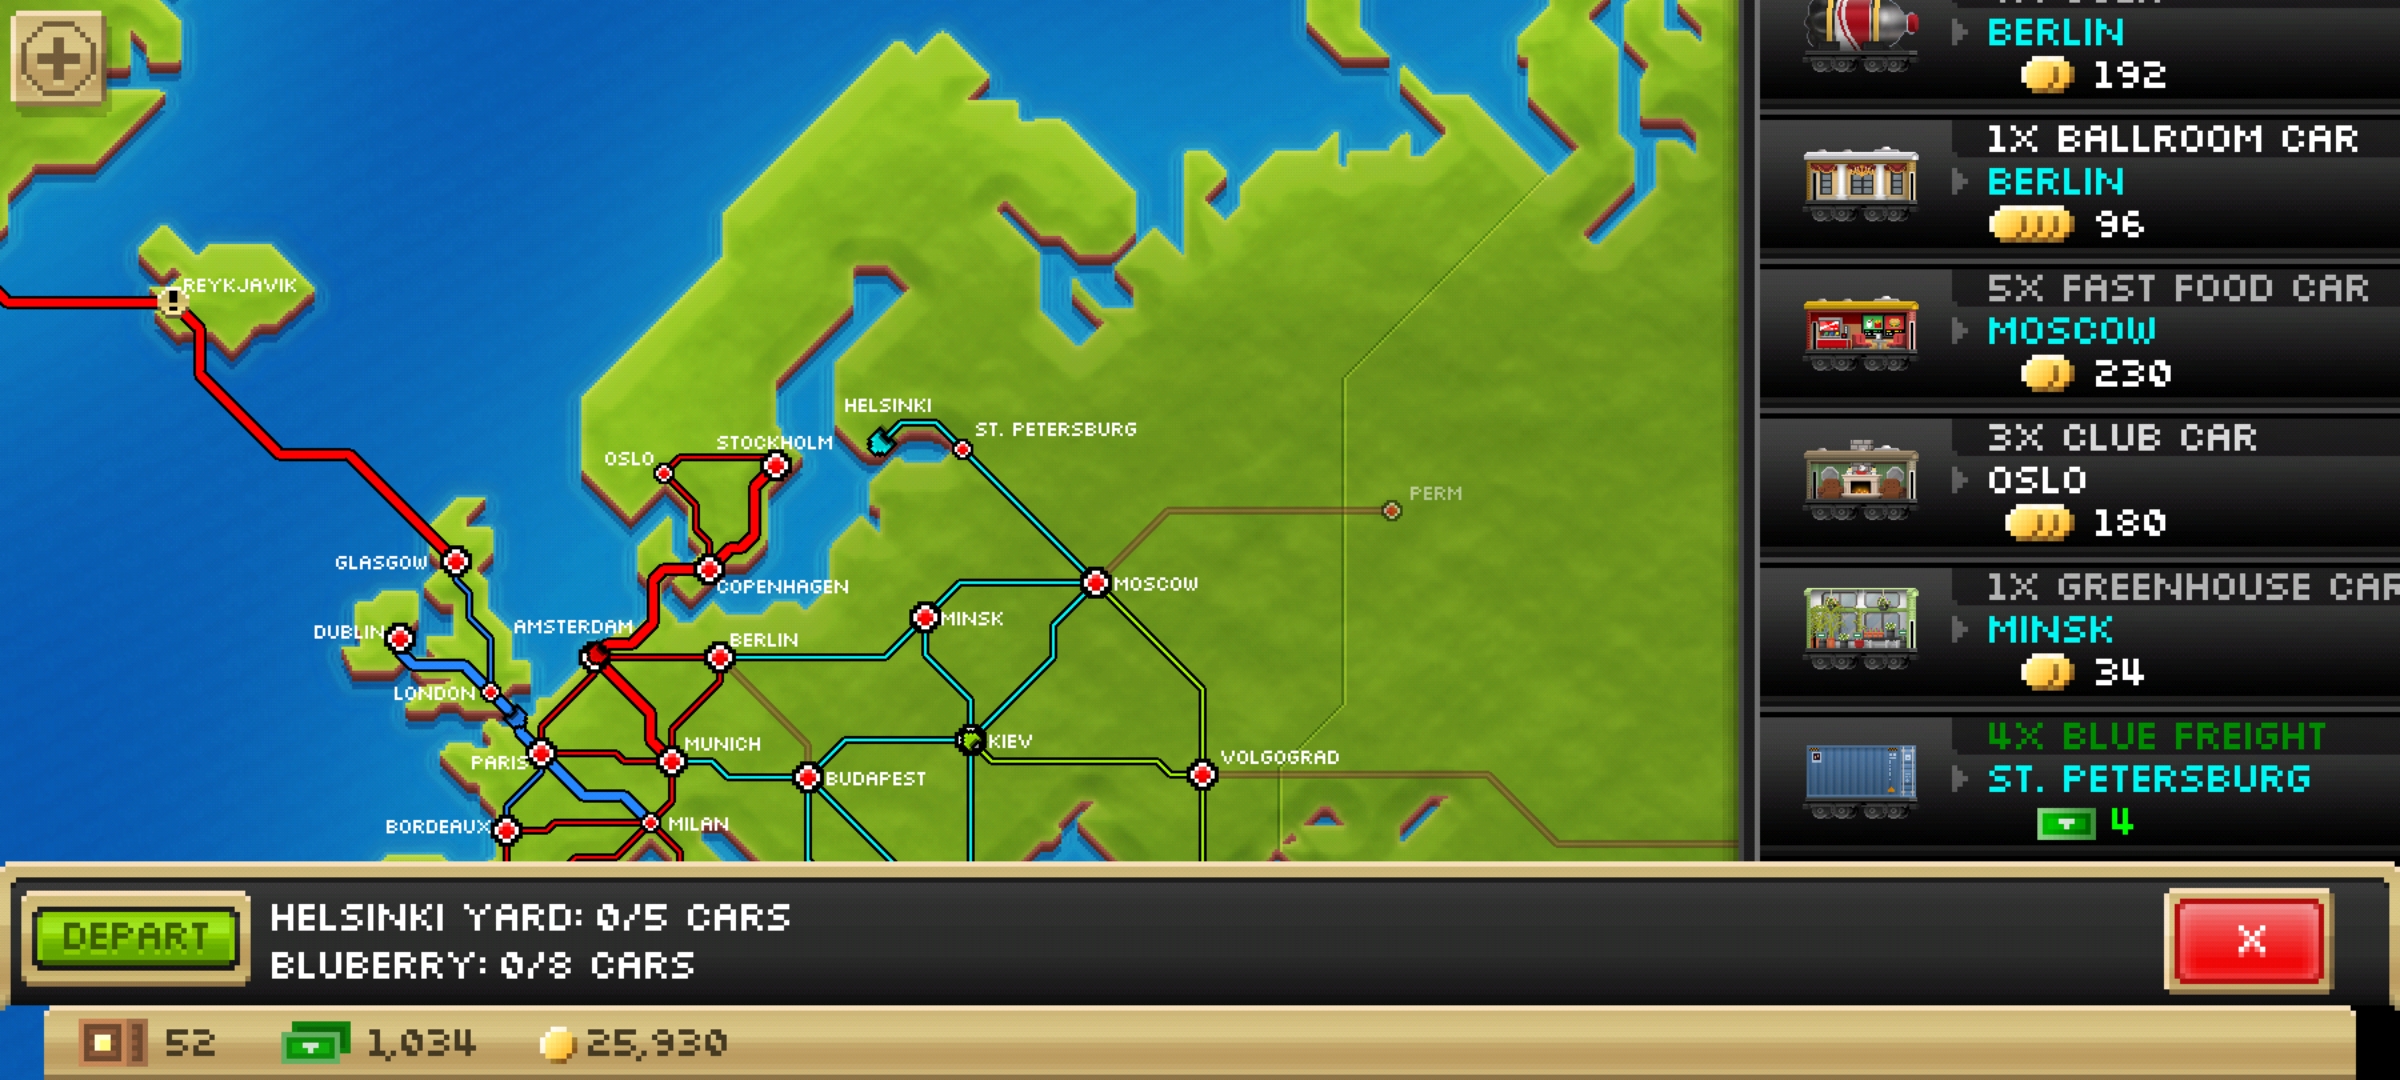 BERLIN
192
1X BALLROOM CAR
BERLIN
96
5X FAST FOOD CAR
MOSCOW
230
3X CLUB CAR
OSLO
180
1X GREENHOUSE CAR
MINSK
34
4X BLUE FREIGHT
ST. PETERSBURG
4
REYKJAVIK
HELSINKI
ST. PETERSBURG
STOCKHOLM
OSLO
PERM
GLASGOW
COPENHAGEN
MOSCOW
MINSK
AMSTERDAM
DUBLIN
BERLIN
LONDON
MUNICH
KIEV
VOLGOGRAD
PARIS
BUDAPEST
BORDEAUX
MILAN
DEPART
HELSINKI YARD: 0/5 CARS
BLUBERRY: 0/8 CARS
X
52
1,034
25,930